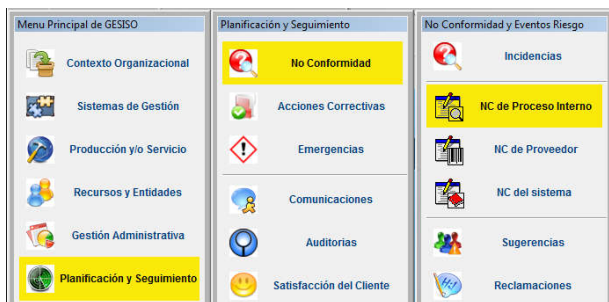 Menu Principal de GESISO
Contexto Organizacional
Sistemas de Gestión
Producción y/o Servicio
Recursos y Entidades
Gestión Administrativa
Planificación y Seguimiento
Planificación y Seguimiento
No Conformidad
Acciones Correctivas
Emergencias
Comunicaciones
Auditorias
Satisfacción del Cliente
No Conformidad y Eventos Riesgo
Incidencias
NC de Proceso Interno
NC de Proveedor
NC del sistema
Sugerencias
Reclamaciones